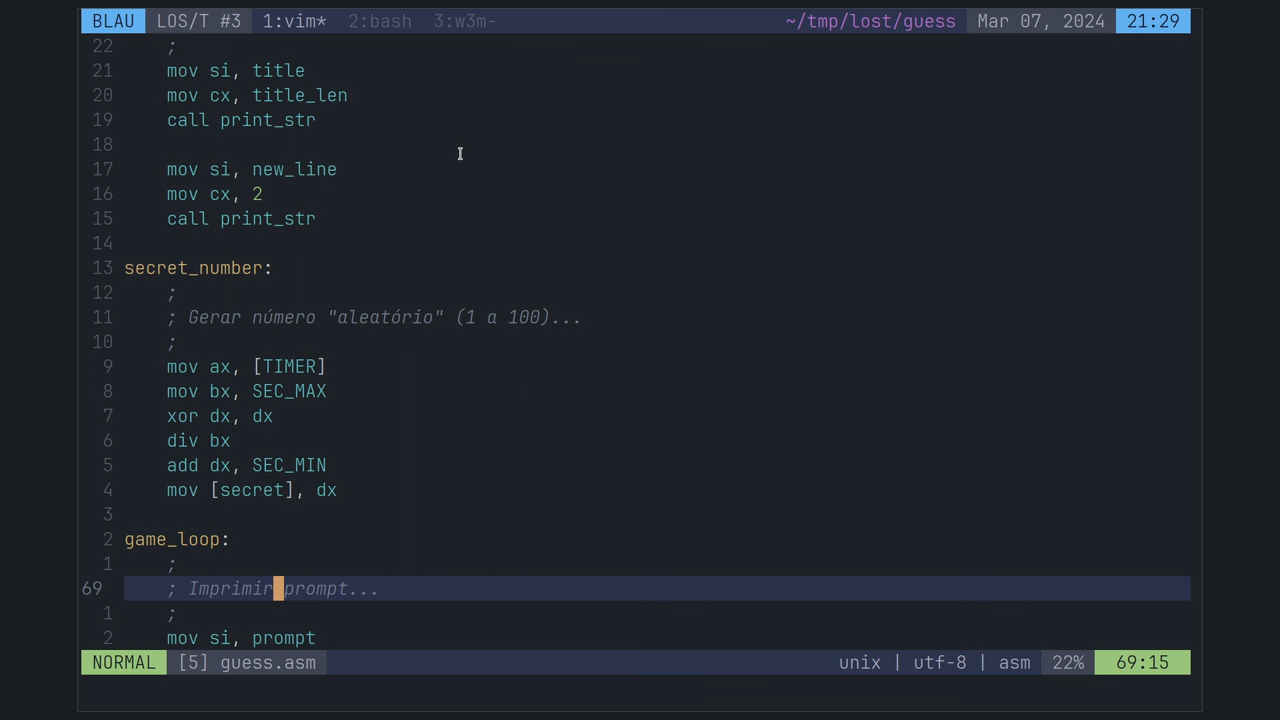 BLAU LOS/T #3 1:vim* 2:bash 3:w3m- ~/tmp/lost/guess Mar 07, 2024 21:29
22 ;
21 mov si, title
20 mov cx, title_len
19 call print_str
18
17 mov si, new_line
16 mov cx, 2
15 call print_str
14
13 secret_number:
12 ;
11 ; Gerar número "aleatório" (1 a 100)...
10 ;
9 mov ax, [TIMER]
8 mov bx, SEC_MAX
7 xor dx, dx
6 div bx
5 add dx, SEC_MIN
4 mov [secret], dx
3
2 game_loop:
1 ;
69 ; Imprimir prompt...
1 ;
2 mov si, prompt
NORMAL [5] guess.asm unix | utf-8 | asm 22% 69:15